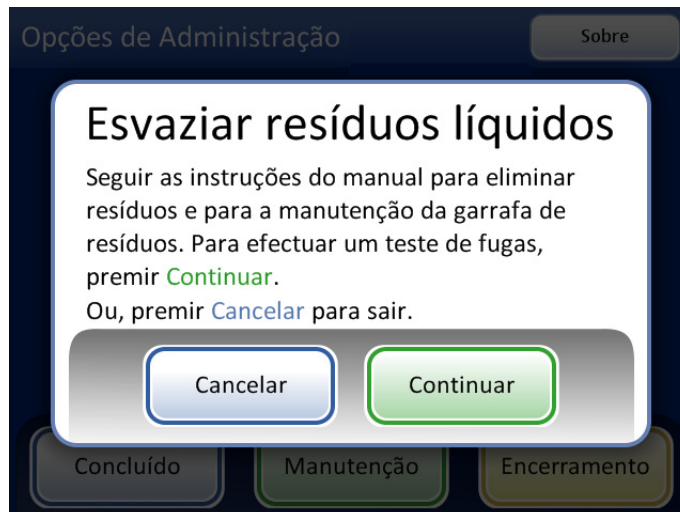 Opções de Administração
Sobre
Esvaziar resíduos líquidos
Seguir as instruções do manual para eliminar
resíduos e para a manutenção da garrafa de
resíduos. Para efectuar um teste de fugas,
premir Continuar.
Ou, premir Cancelar para sair.
Cancelar
Continuar
Concluído
Manutenção
Encerramento